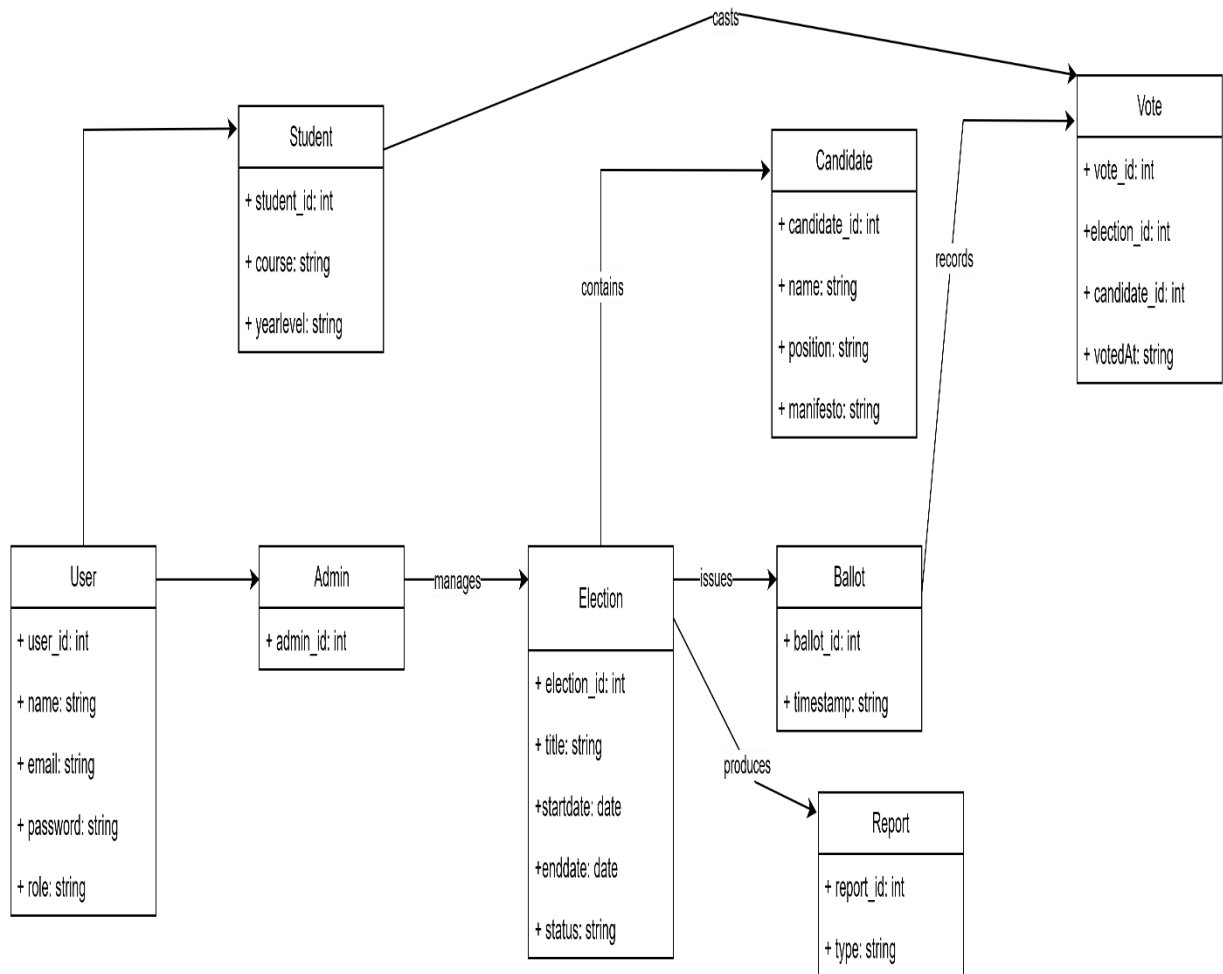 casts
Student
+ student_id: int
+ course: string
+ yearlevel: string
Candidate
+ candidate_id: int
+ name: string
+ position: string
+ manifesto: string
Vote
+ vote_id: int
+election_id: int
+ candidate_id: int
+ votedAt: string
contains
records
User
+ user_id: int
+ name: string
+ email: string
+ password: string
+ role: string
Admin
+ admin_id: int
manages
Election
+ election_id: int
+ title: string
+startdate: date
+enddate: date
+ status: string
issues
Ballot
+ ballot_id: int
+ timestamp: string
produces
Report
+ report_id: int
+ type: string